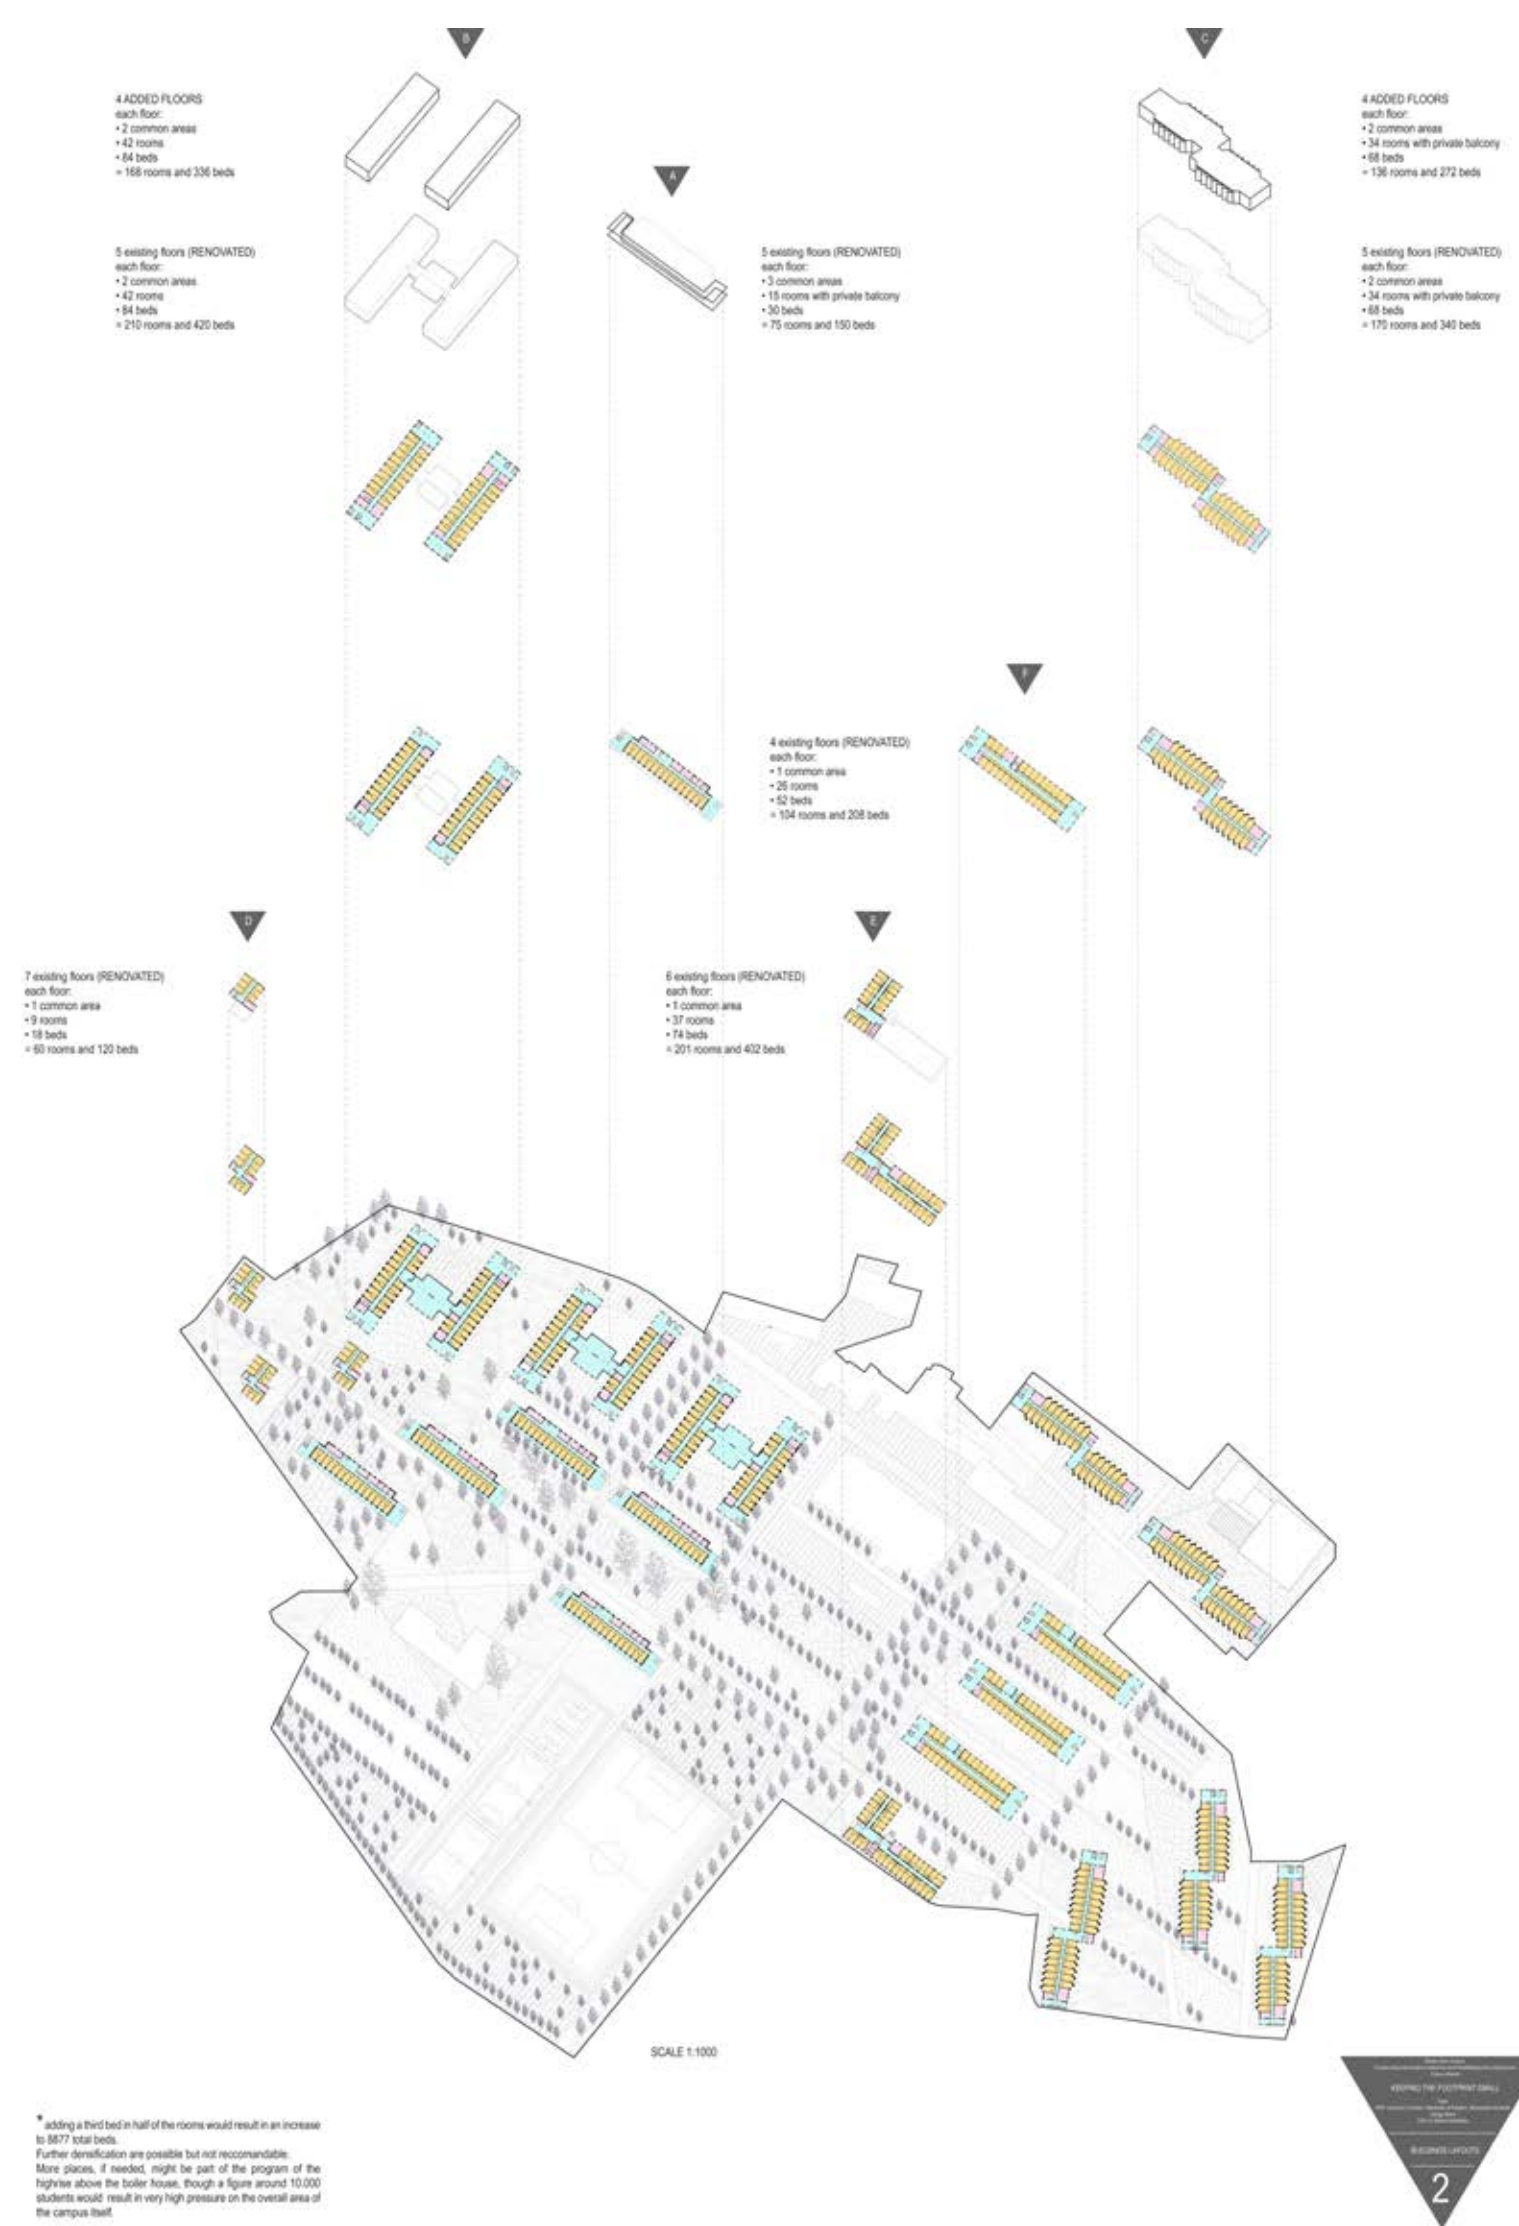 B
C
4 ADDED FLOORS
each floor:
• 2 common areas
• 42 rooms
• 84 beds
= 168 rooms and 336 beds
4 ADDED FLOORS
each floor:
• 2 common areas
• 34 rooms with private balcony
• 68 beds
= 136 rooms and 272 beds
A
5 existing floors (RENOVATED)
each floor:
• 2 common areas
• 42 rooms
• 84 beds
= 210 rooms and 420 beds
5 existing floors (RENOVATED)
each floor:
• 3 common areas
• 15 rooms with private balcony
• 30 beds
= 75 rooms and 150 beds
5 existing floors (RENOVATED)
each floor:
• 2 common areas
• 34 rooms with private balcony
• 68 beds
= 170 rooms and 340 beds
F
4 existing floors (RENOVATED)
each floor:
• 1 common area
• 26 rooms
• 52 beds
= 104 rooms and 208 beds
D
E
7 existing floors (RENOVATED)
each floor:
• 1 common area
• 9 rooms
• 18 beds
= 60 rooms and 120 beds
6 existing floors (RENOVATED)
each floor:
• 1 common area
• 37 rooms
• 74 beds
= 201 rooms and 402 beds
SCALE 1:1000
* adding a third bed in half of the rooms would result in an increase
to 8877 total beds.
Further densification are possible but not reccomandable.
More places, if needed, might be part of the program of the
highrise above the boiler house, though a figure around 10.000
students would result in very high pressure on the overall area of
the campus itself.
KEEPING THE FOOTPRINT SMALL
BUILDINGS LAYOUTS
2